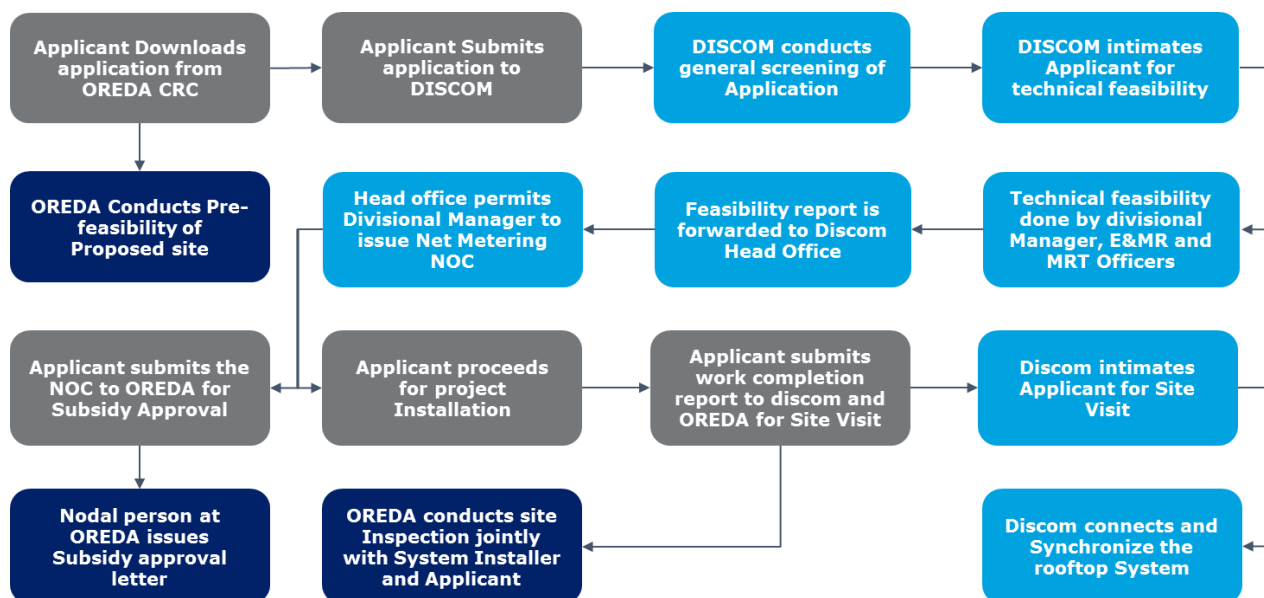 Applicant Downloads
application from
OREDA CRC
Applicant Submits
application to
DISCOM
DISCOM conducts
general screening of
Application
DISCOM intimates
Applicant for
technical feasibility
OREDA Conducts Pre-
feasibility of
Proposed site
Head office permits
Divisional Manager to
issue Net Metering
NOC
Feasibility report is
forwarded to Discom
Head Office
Technical feasibility
done by divisional
Manager, E&MR and
MRT Officers
Applicant submits the
NOC to OREDA for
Subsidy Approval
Applicant proceeds
for project
Installation
Applicant submits
work completion
report to discom and
OREDA for Site Visit
Discom intimates
Applicant for Site
Visit
Nodal person at
OREDA issues
Subsidy approval
letter
OREDA conducts site
Inspection jointly
with System Installer
and Applicant
Discom connects and
Synchronize the
rooftop System